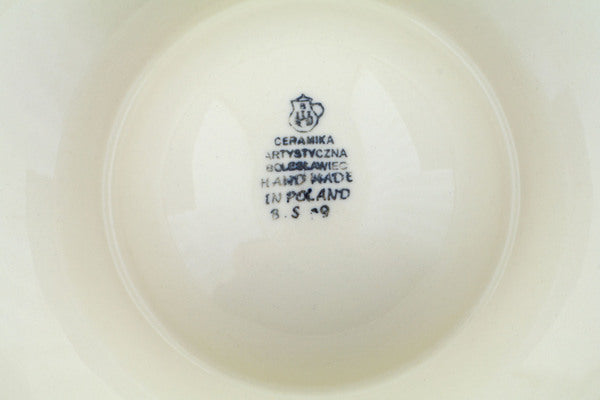 CERAMIKA
ARTYSTYCZNA
BOLESŁAWIEC
HAND MADE
IN POLAND